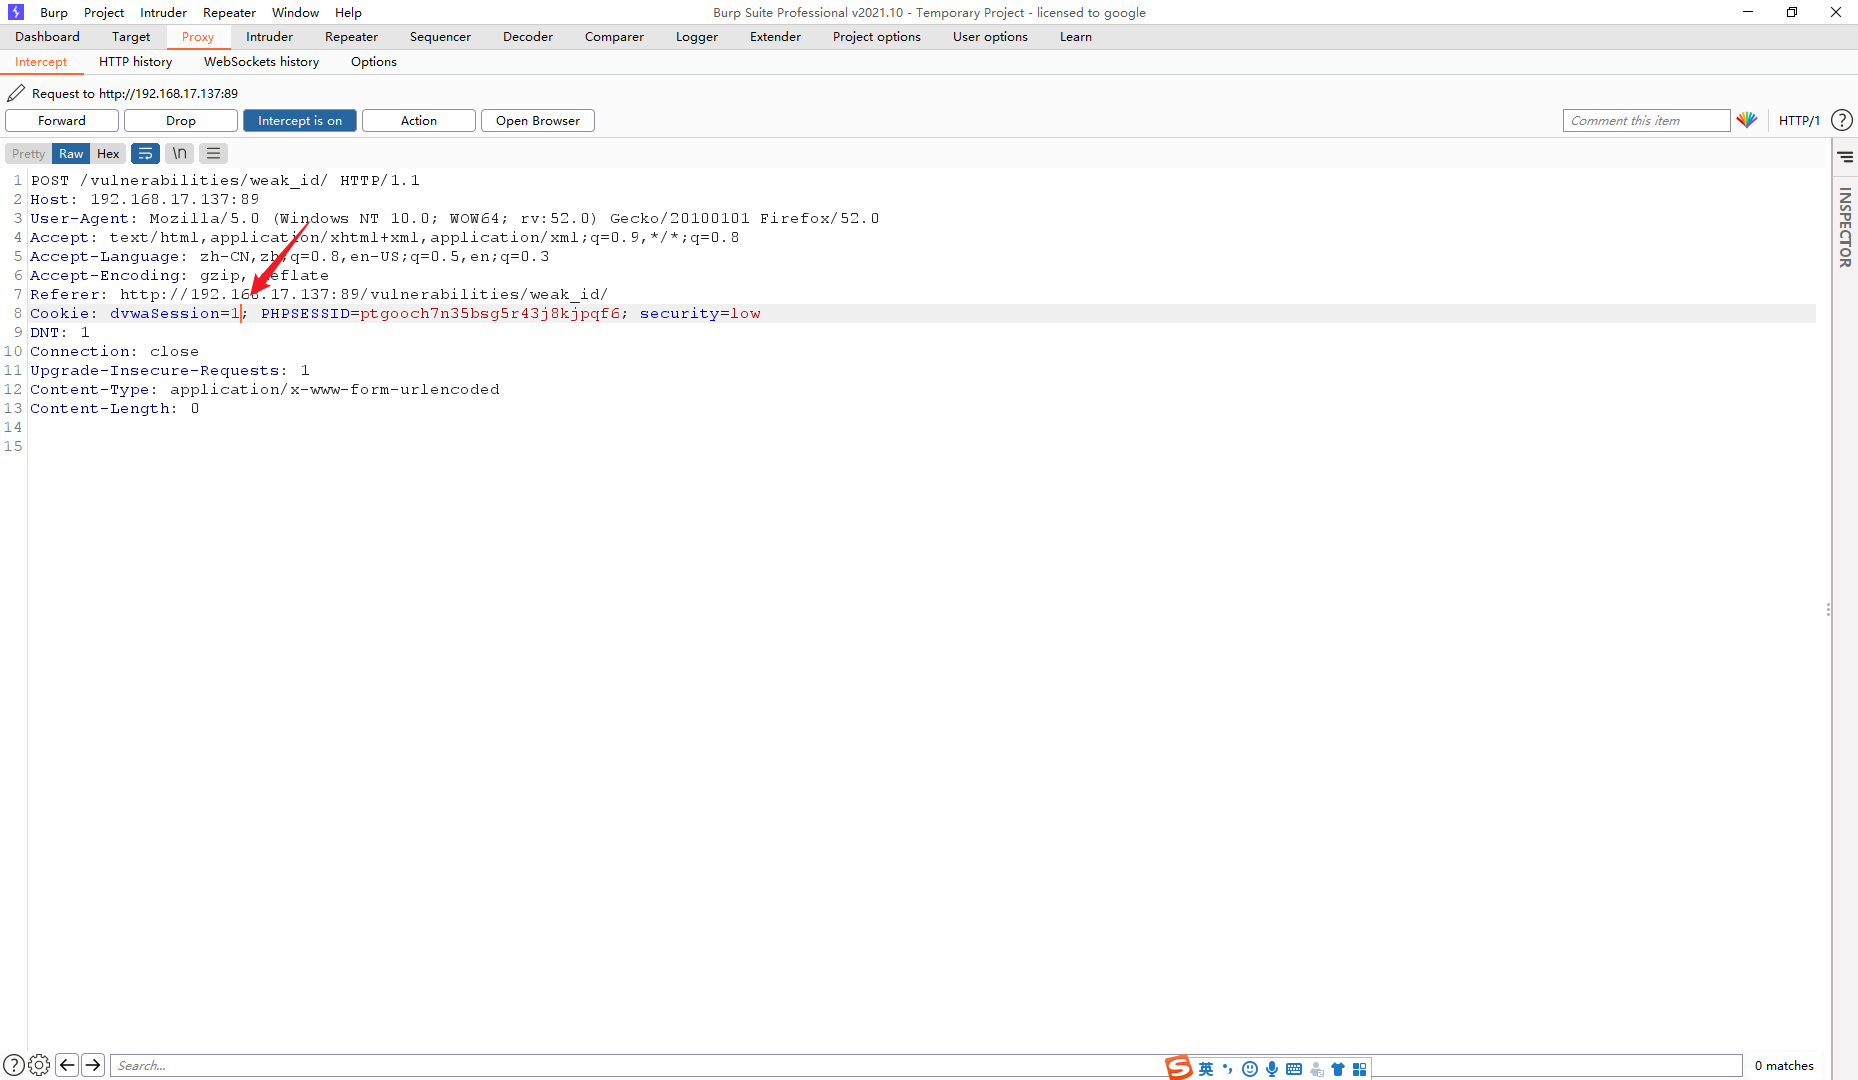 Burp Project Intruder Repeater Window Help Burp Suite Professional v2021.10 - Temporary Project - licensed to google
Dashboard Target Proxy Intruder Repeater Sequencer Decoder Comparer Logger Extender Project options User options Learn
Intercept HTTP history WebSockets history Options
Request to http://192.168.17.137:89
Forward Drop Intercept is on Action Open Browser Comment this item HTTP/1 ?
Pretty Raw Hex \n
INSPECTOR
1 POST /vulnerabilities/weak_id/ HTTP/1.1
2 Host: 192.168.17.137:89
3 User-Agent: Mozilla/5.0 (Windows NT 10.0; WOW64; rv:52.0) Gecko/20100101 Firefox/52.0
4 Accept: text/html,application/xhtml+xml,application/xml;q=0.9,*/*;q=0.8
5 Accept-Language: zh-CN,zh;q=0.8,en-US;q=0.5,en;q=0.3
6 Accept-Encoding: gzip, deflate
7 Referer: http://192.168.17.137:89/vulnerabilities/weak_id/
8 Cookie: dvwaSession=1; PHPSESSID=ptgooch7n35bsg5r43j8kjpqf6; security=low
9 DNT: 1
10 Connection: close
11 Upgrade-Insecure-Requests: 1
12 Content-Type: application/x-www-form-urlencoded
13 Content-Length: 0
14
15
? Search... S 英 0 matches